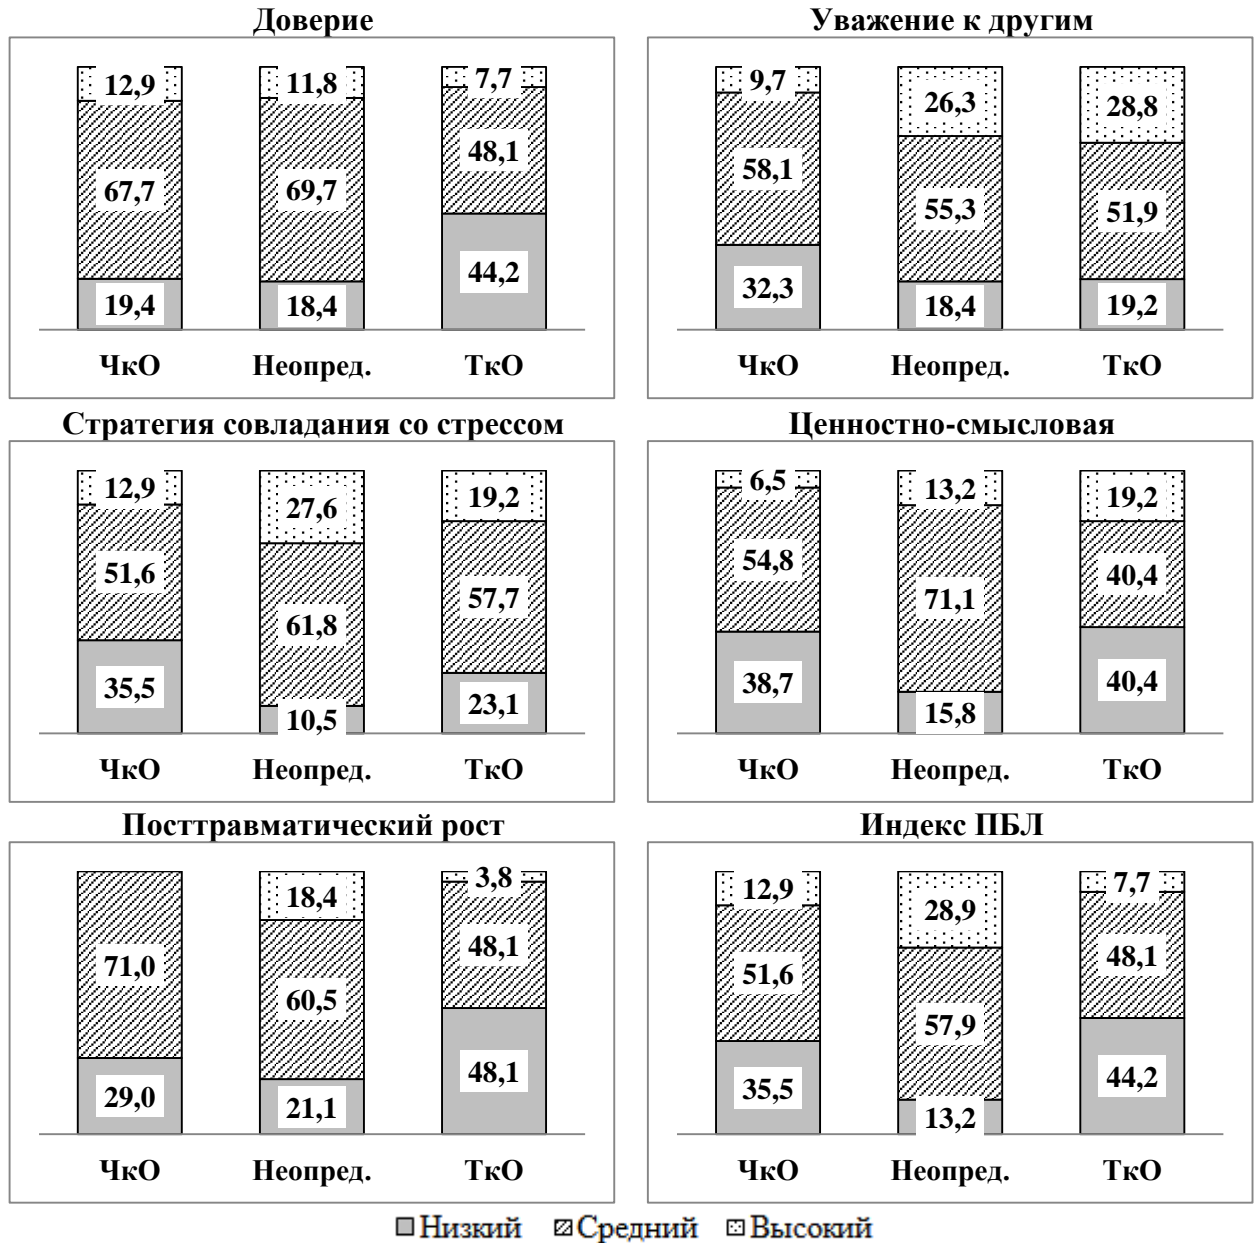 Доверие
12,9 11,8 7,7
67,7 69,7 48,1
19,4 18,4 44,2
ЧкО Неопред. ТкО
Уважение к другим
9,7 26,3 28,8
58,1 55,3 51,9
32,3 18,4 19,2
ЧкО Неопред. ТкО
Стратегия совладания со стрессом
12,9 27,6 19,2
51,6 61,8 57,7
35,5 10,5 23,1
ЧкО Неопред. ТкО
Ценностно-смысловая
6,5 13,2 19,2
54,8 71,1 40,4
38,7 15,8 40,4
ЧкО Неопред. ТкО
Посттравматический рост
18,4 3,8
71,0 60,5 48,1
29,0 21,1 48,1
ЧкО Неопред. ТкО
Индекс ПБЛ
12,9 28,9 7,7
51,6 57,9 48,1
35,5 13,2 44,2
ЧкО Неопред. ТкО
Низкий Средний Высокий